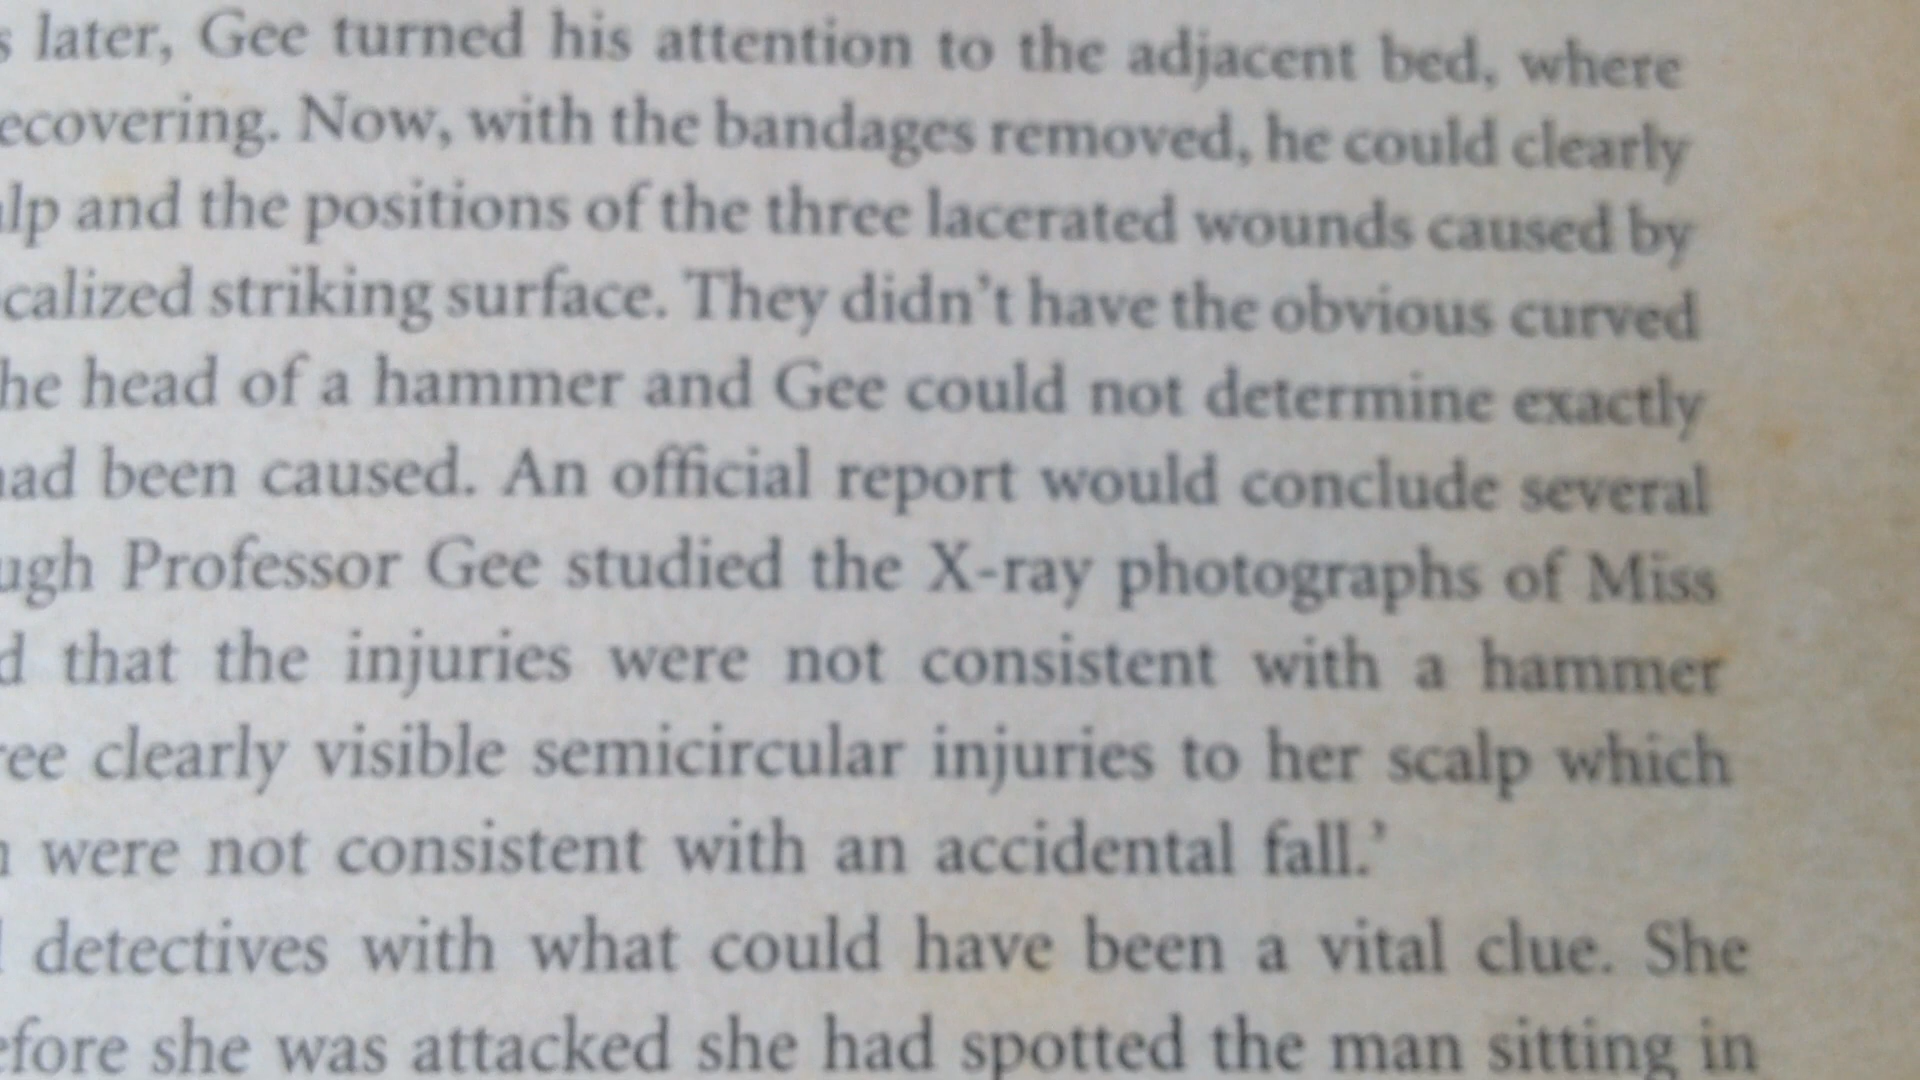 s later, Gee turned his attention to the adjacent bed, where
ecovering. Now, with the bandages removed, he could clearly
lp and the positions of the three lacerated wounds caused by
calized striking surface. They didn't have the obvious curved
he head of a hammer and Gee could not determine exactly
ad been caused. An official report would conclude several
ugh Professor Gee studied the X-ray photographs of Miss
d that the injuries were not consistent with a hammer
ree clearly visible semicircular injuries to her scalp which
were not consistent with an accidental fall.'
detectives with what could have been a vital clue. She
efore she was attacked she had spotted the man sitting in